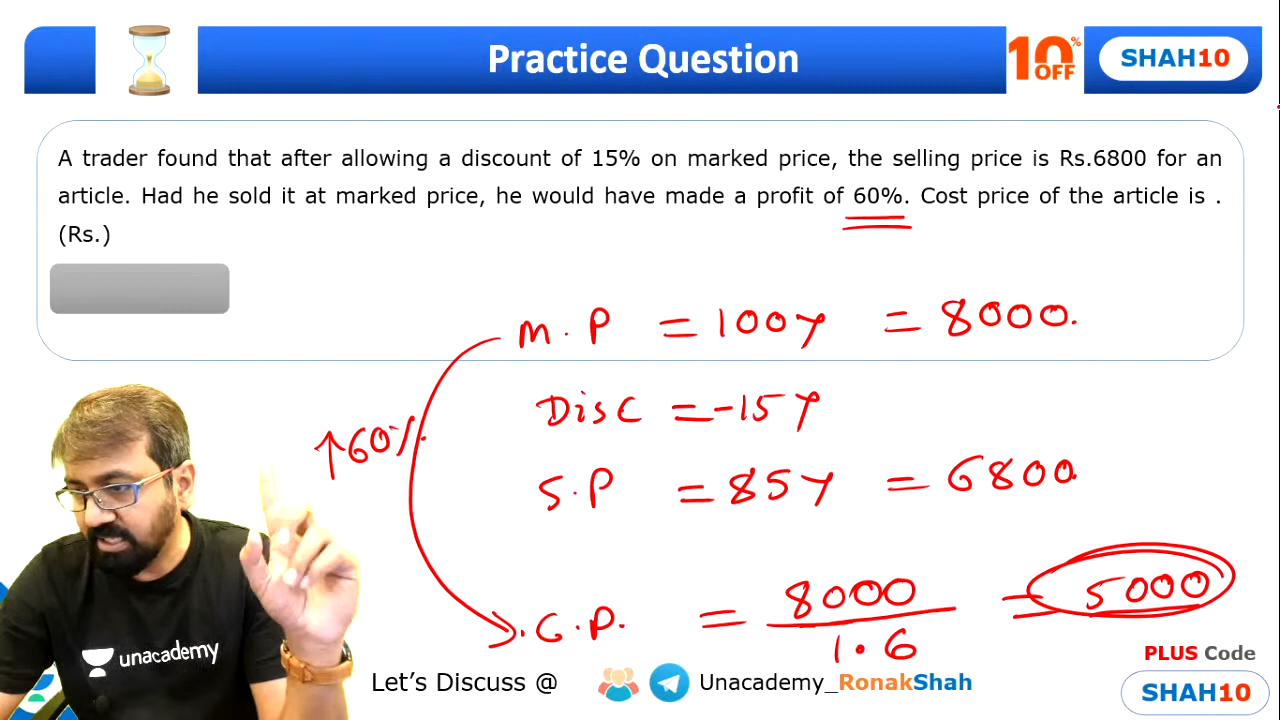 Practice Question
10% OFF
SHAH10
A trader found that after allowing a discount of 15% on marked price, the selling price is Rs.6800 for an
article. Had he sold it at marked price, he would have made a profit of 60%. Cost price of the article is .
(Rs.)
M.P = 100y = 8000.
Disc = -15y
↑60%
S.P = 85y = 6800
C.P. = 8000/1.6 = 5000
unacademy
Let's Discuss @ Unacademy_RonakShah
PLUS Code
SHAH10